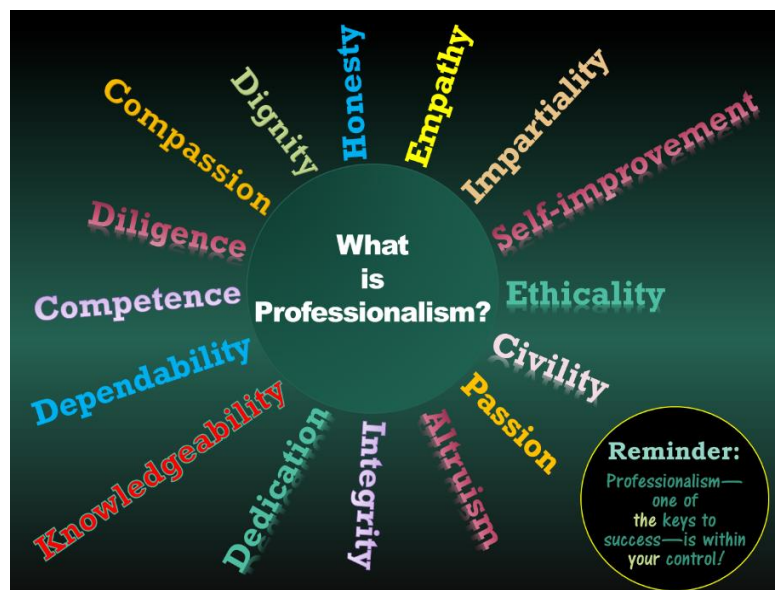 What
is
Professionalism?
Honesty
Empathy
Impartiality
Self-improvement
Ethicality
Civility
Passion
Altruism
Integrity
Dedication
Knowledgeability
Dependability
Competence
Diligence
Compassion
Dignity
Reminder:
Professionalism—
one of
the keys to
success—is within
your control!